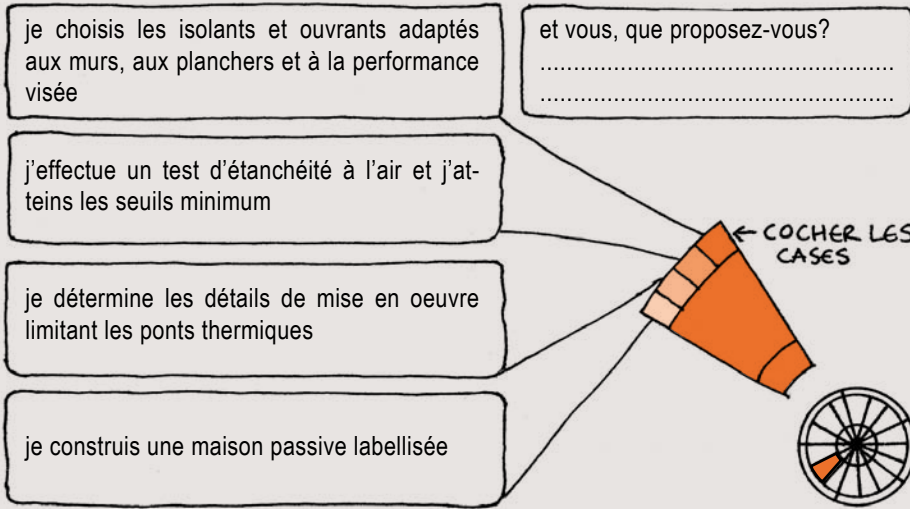 je choisis les isolants et ouvrants adaptés
aux murs, aux planchers et à la performance
visée
et vous, que proposez-vous?
.....................................................
.....................................................
j'effectue un test d'étanchéité à l'air et j'at-
teins les seuils minimum
← COCHER LES
CASES
je détermine les détails de mise en oeuvre
limitant les ponts thermiques
je construis une maison passive labellisée